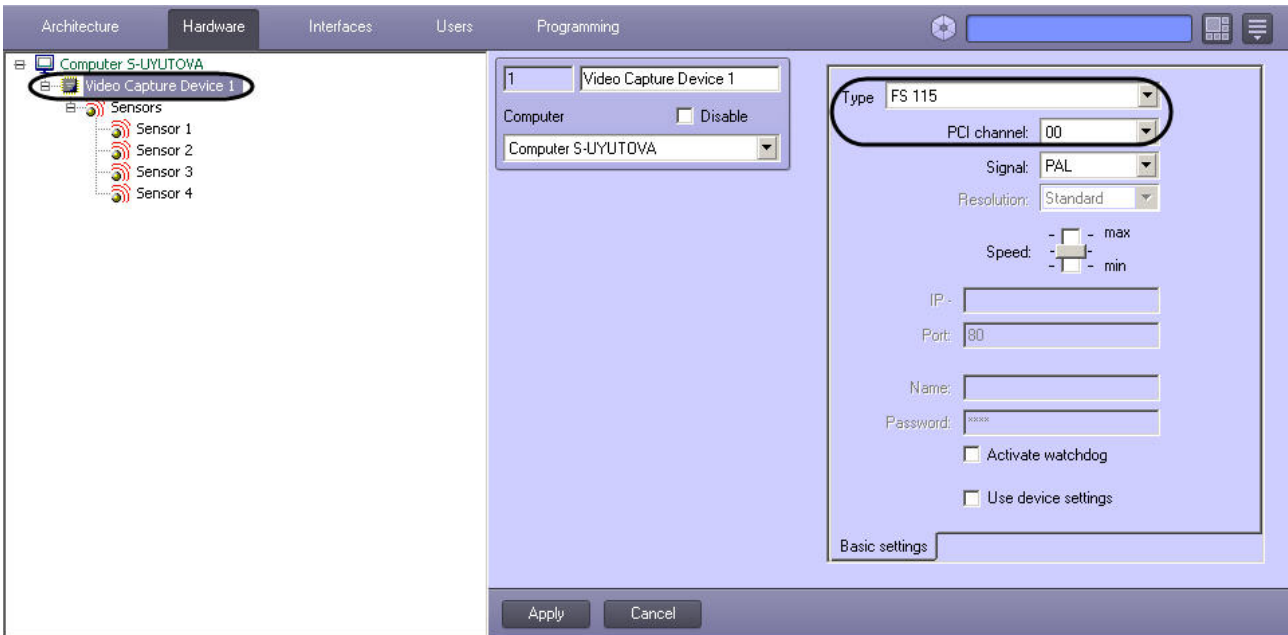 Architecture Hardware Interfaces Users Programming
Computer S-UYUTOVA
Video Capture Device 1
Sensors
Sensor 1
Sensor 2
Sensor 3
Sensor 4
1 Video Capture Device 1
Computer Disable
Computer S-UYUTOVA
Type FS 115
PCI channel: 00
Signal: PAL
Resolution: Standard
Speed: max
min
IP -
Port: 80
Name:
Password: ****
Activate watchdog
Use device settings
Basic settings
Apply Cancel